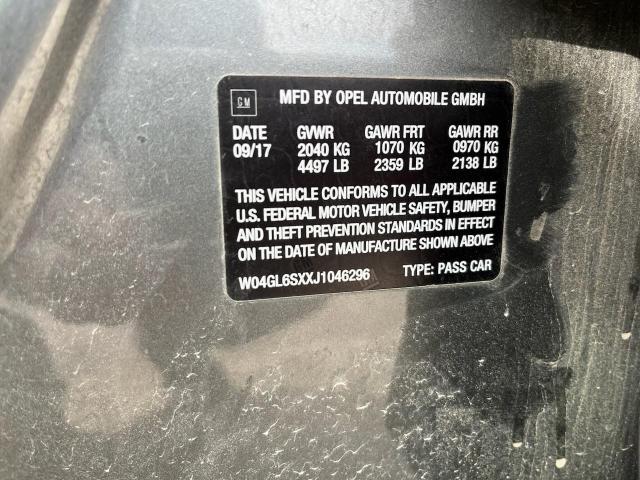 GM MFD BY OPEL AUTOMOBILE GMBH
DATE GVWR GAWR FRT GAWR RR
09/17 2040 KG 1070 KG 0970 KG
4497 LB 2359 LB 2138 LB
THIS VEHICLE CONFORMS TO ALL APPLICABLE
U.S. FEDERAL MOTOR VEHICLE SAFETY, BUMPER
AND THEFT PREVENTION STANDARDS IN EFFECT
ON THE DATE OF MANUFACTURE SHOWN ABOVE
W04GL6SXXJ1046296 TYPE: PASS CAR